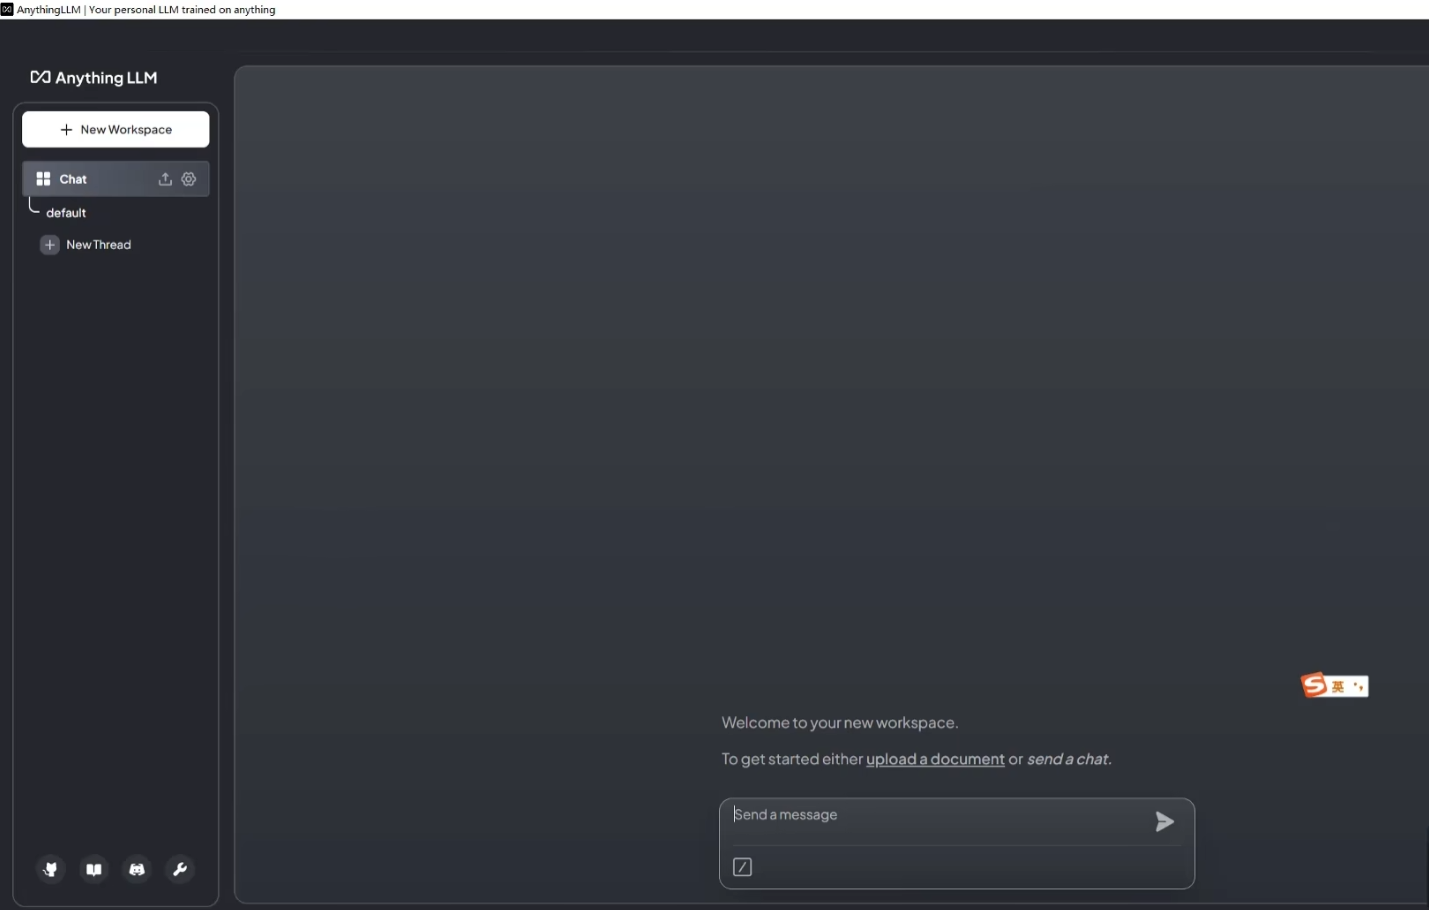 AnythingLLM | Your personal LLM trained on anything
Anything LLM
+ New Workspace
Chat
default
+ New Thread
S 英 ·,
Welcome to your new workspace.
To get started either upload a document or send a chat.
Send a message
/